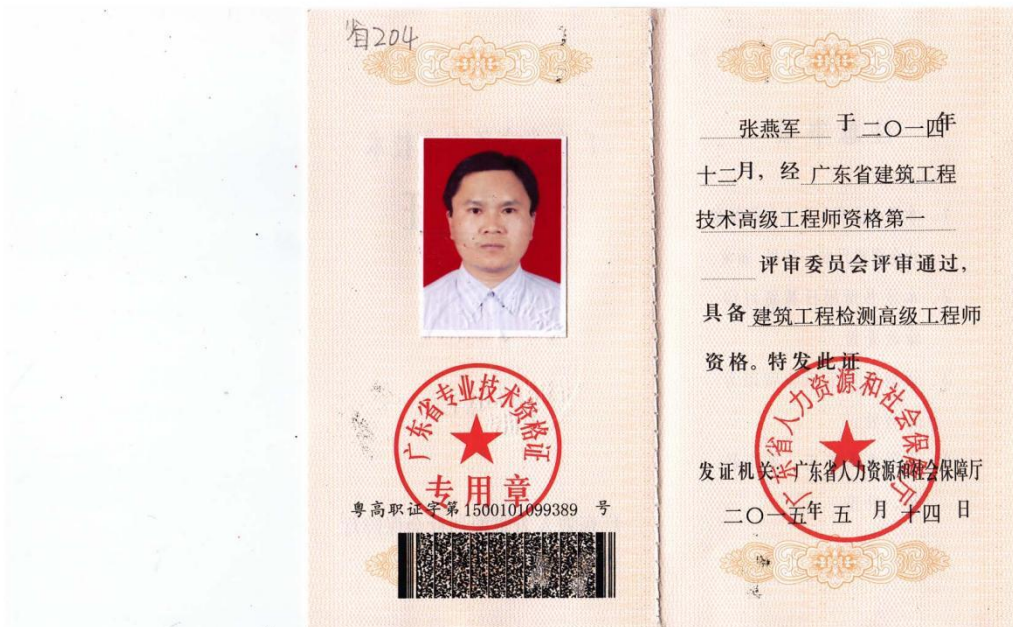 省204
广东省专业技术资格证
专用章
粤高职证字第1500101099389 号
张燕军 于二〇一四年
十二月，经 广东省建筑工程
技术高级工程师资格第一
评审委员会评审通过，
具备 建筑工程检测高级工程师
资格。特发此证
广东省人力资源和社会保障厅
发证机关：广东省人力资源和社会保障厅
二〇一五年 五 月 十四 日